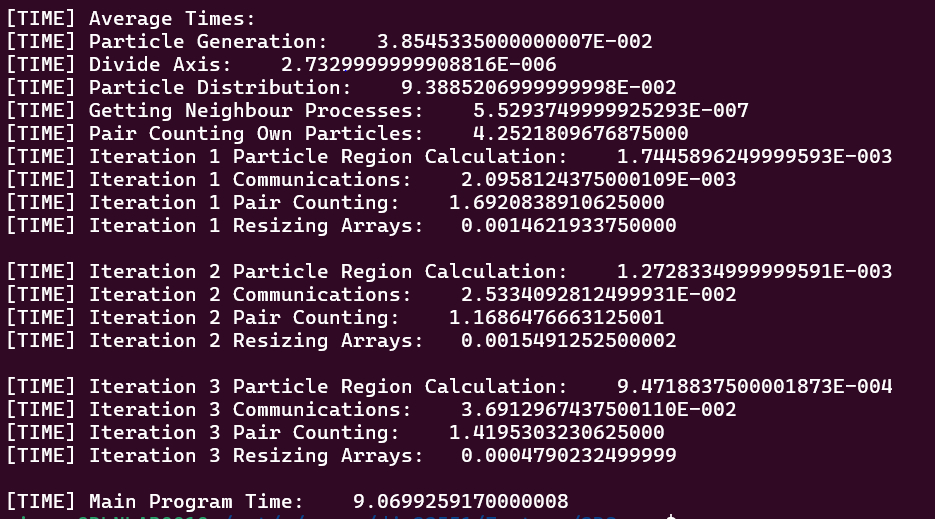 [TIME] Average Times:
[TIME] Particle Generation:    3.8545335000000007E-002
[TIME] Divide Axis:    2.7329999999908816E-006
[TIME] Particle Distribution:    9.3885206999999998E-002
[TIME] Getting Neighbour Processes:    5.5293749999925293E-007
[TIME] Pair Counting Own Particles:    4.2521809676875000
[TIME] Iteration 1 Particle Region Calculation:    1.7445896249999593E-003
[TIME] Iteration 1 Communications:    2.0958124375000109E-003
[TIME] Iteration 1 Pair Counting:    1.6920838910625000
[TIME] Iteration 1 Resizing Arrays:   0.0014621933750000
[TIME] Iteration 2 Particle Region Calculation:    1.2728334999999591E-003
[TIME] Iteration 2 Communications:    2.5334092812499931E-002
[TIME] Iteration 2 Pair Counting:    1.1686476663125001
[TIME] Iteration 2 Resizing Arrays:   0.0015491252500002
[TIME] Iteration 3 Particle Region Calculation:    9.4718837500001873E-004
[TIME] Iteration 3 Communications:    3.6912967437500110E-002
[TIME] Iteration 3 Pair Counting:    1.4195303230625000
[TIME] Iteration 3 Resizing Arrays:   0.0004790232499999
[TIME] Main Program Time:    9.0699259170000008